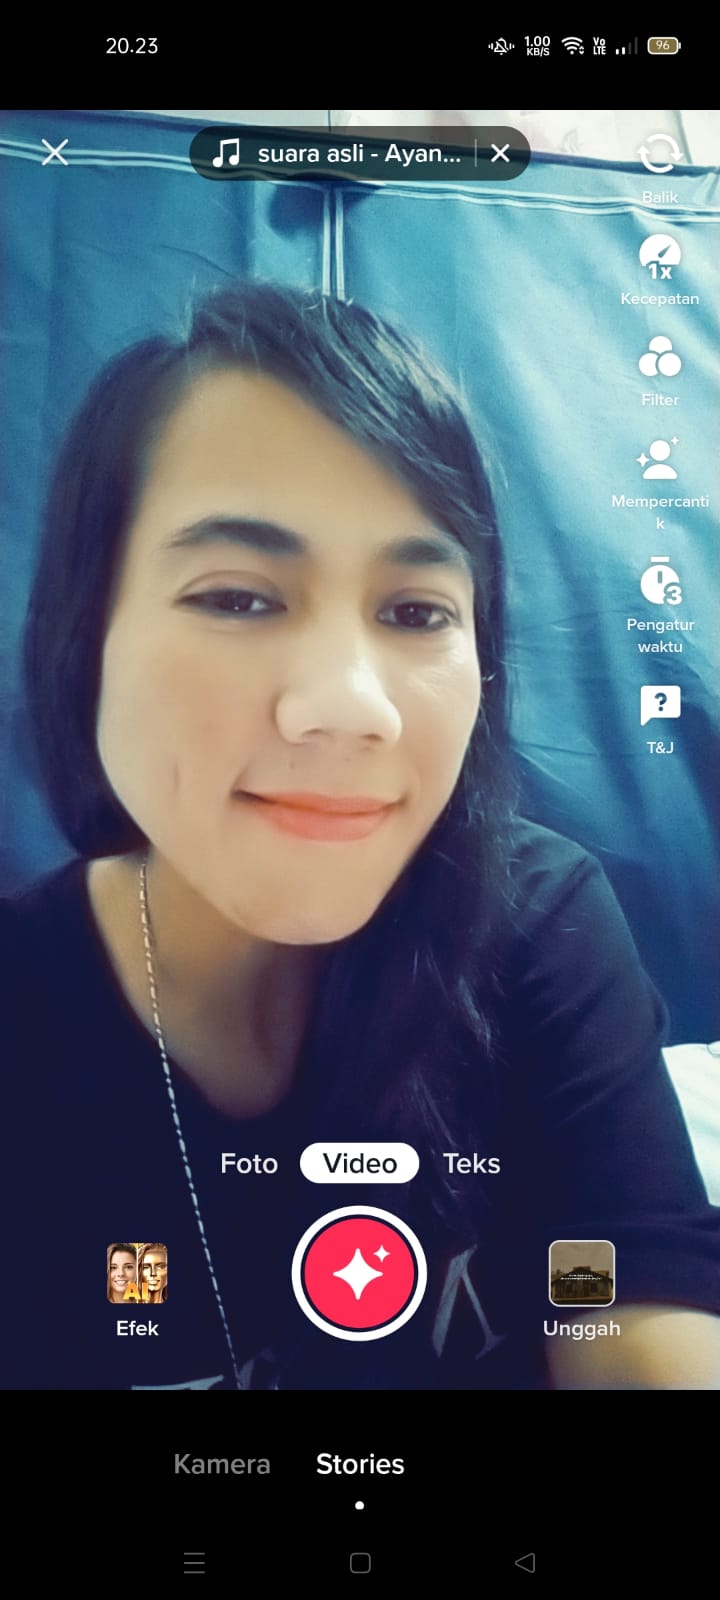 20.23
1.00
KB/S
Vo
LTE
96
suara asli - Ayan...
Balik
1x
Kecepatan
Filter
Mempercanti
k
3
Pengatur
waktu
?
T&J
Foto Video Teks
AI
Efek
Unggah
Kamera Stories